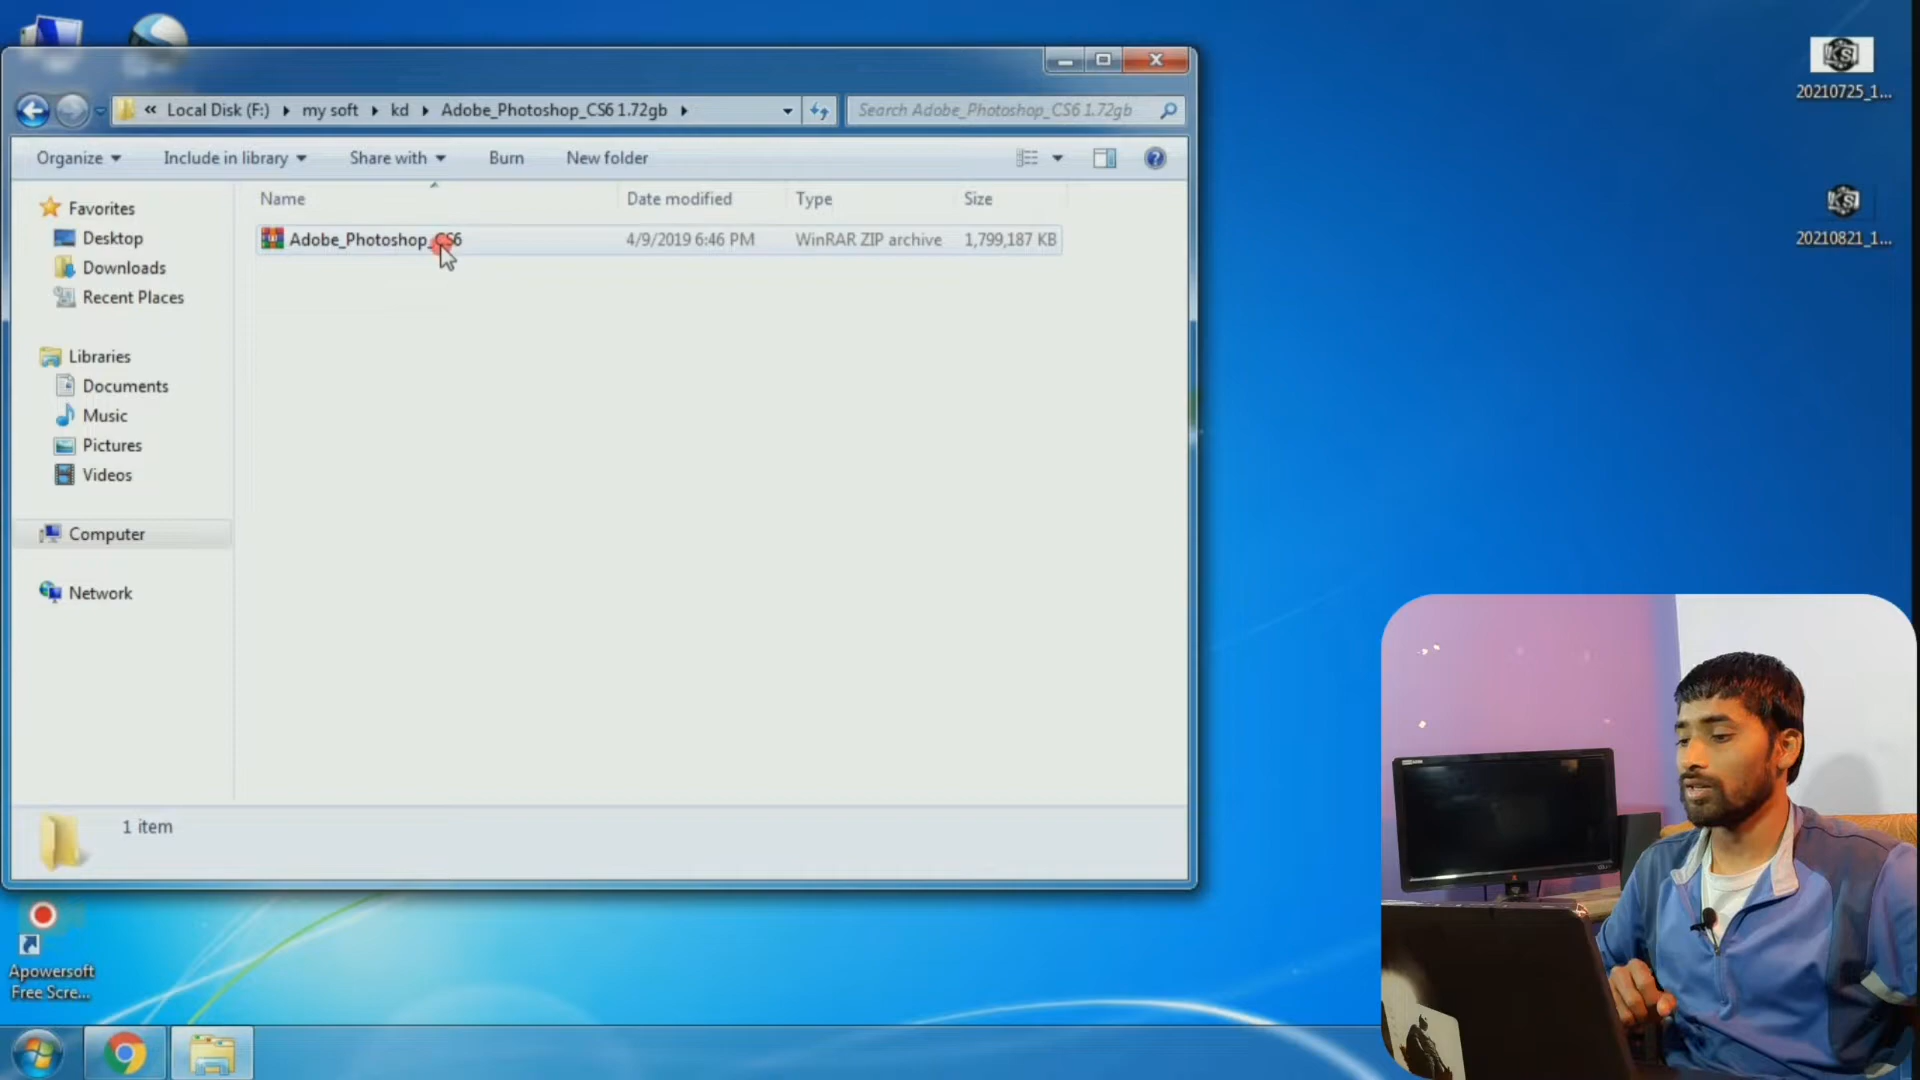 « Local Disk (F:) my soft kd Adobe_Photoshop_CS6 1.72gb
Search Adobe_Photoshop_CS6 1.72gb
Organize Include in library Share with Burn New folder
Name Date modified Type Size
Adobe_Photoshop_CS6 4/9/2019 6:46 PM WinRAR ZIP archive 1,799,187 KB
Favorites
Desktop
Downloads
Recent Places
Libraries
Documents
Music
Pictures
Videos
Computer
Network
1 item
KS
20210725_1...
KS
20210821_1...
Apowersoft
Free Scre...